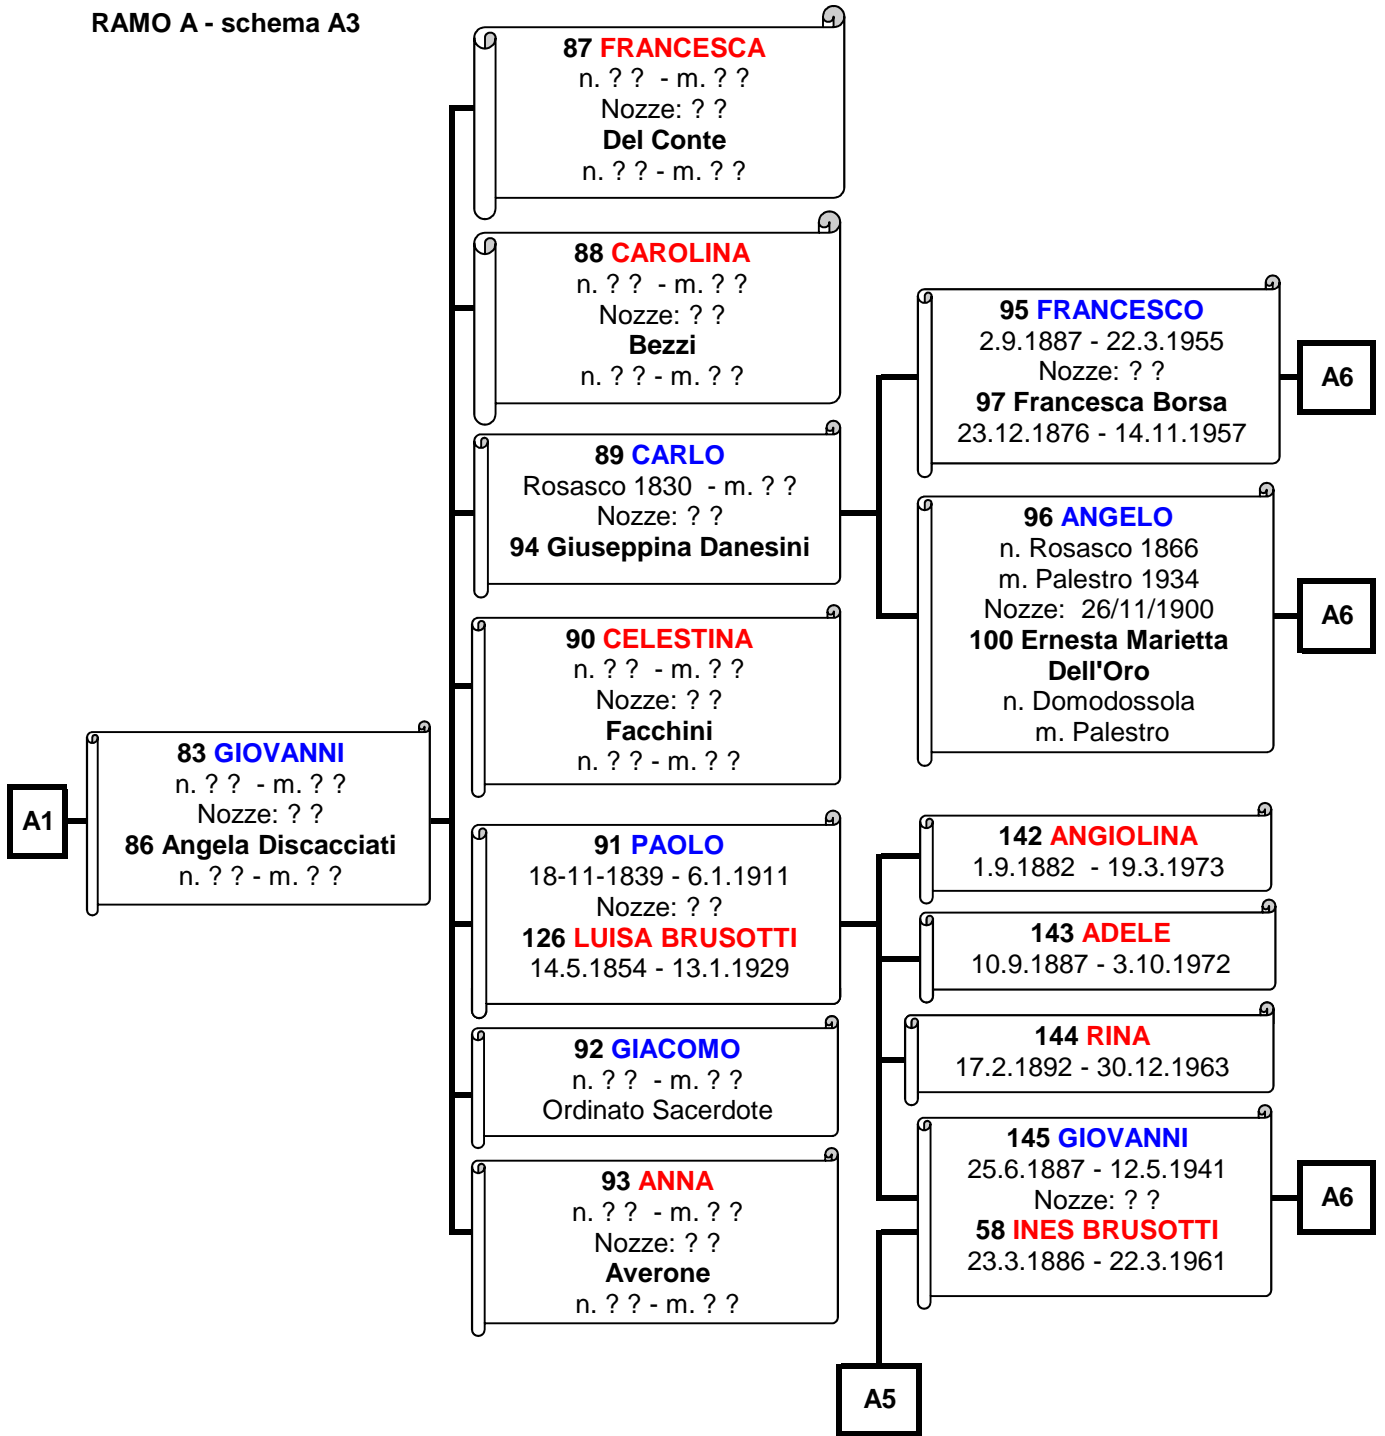 RAMO A - schema A3
87 FRANCESCA
n. ? ? - m. ? ?
Nozze: ? ?
Del Conte
n. ? ? - m. ? ?
88 CAROLINA
n. ? ? - m. ? ?
Nozze: ? ?
Bezzi
n. ? ? - m. ? ?
89 CARLO
Rosasco 1830 - m. ? ?
Nozze: ? ?
94 Giuseppina Danesini
90 CELESTINA
n. ? ? - m. ? ?
Nozze: ? ?
Facchini
n. ? ? - m. ? ?
A1
83 GIOVANNI
n. ? ? - m. ? ?
Nozze: ? ?
86 Angela Discacciati
n. ? ? - m. ? ?
91 PAOLO
18-11-1839 - 6.1.1911
Nozze: ? ?
126 LUISA BRUSOTTI
14.5.1854 - 13.1.1929
92 GIACOMO
n. ? ? - m. ? ?
Ordinato Sacerdote
93 ANNA
n. ? ? - m. ? ?
Nozze: ? ?
Averone
n. ? ? - m. ? ?
95 FRANCESCO
2.9.1887 - 22.3.1955
Nozze: ? ?
97 Francesca Borsa
23.12.1876 - 14.11.1957
A6
96 ANGELO
n. Rosasco 1866
m. Palestro 1934
Nozze: 26/11/1900
100 Ernesta Marietta
Dell'Oro
n. Domodossola
m. Palestro
A6
142 ANGIOLINA
1.9.1882 - 19.3.1973
143 ADELE
10.9.1887 - 3.10.1972
144 RINA
17.2.1892 - 30.12.1963
145 GIOVANNI
25.6.1887 - 12.5.1941
Nozze: ? ?
58 INES BRUSOTTI
23.3.1886 - 22.3.1961
A6
A5